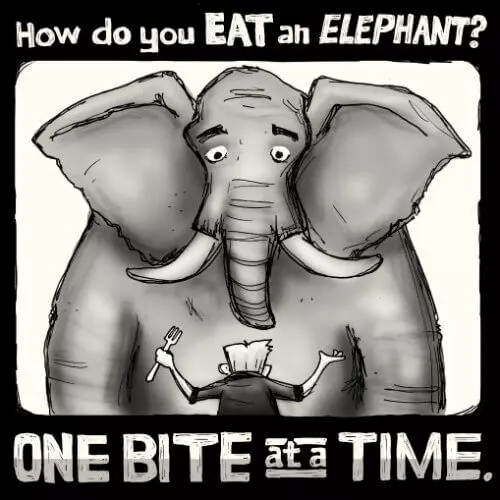 How do you EAT an ELEPHANT?
ONE BITE at a TIME.